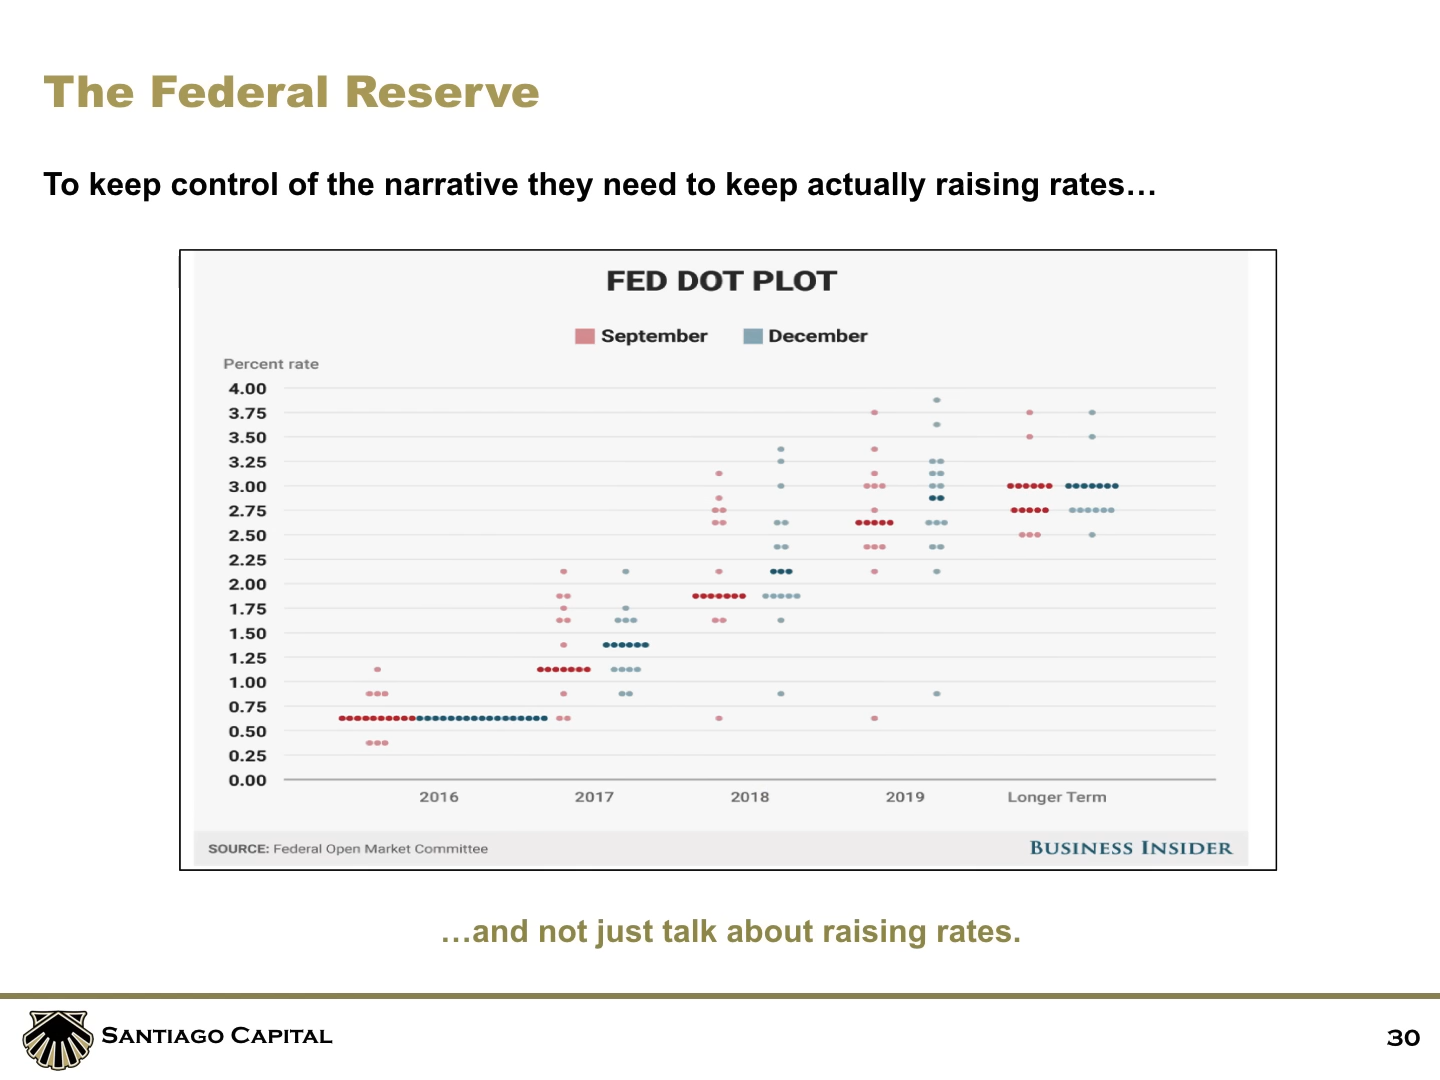 The Federal Reserve
To keep control of the narrative they need to keep actually raising rates…
FED DOT PLOT
September December
Percent rate
4.00
3.75
3.50
3.25
3.00
2.75
2.50
2.25
2.00
1.75
1.50
1.25
1.00
0.75
0.50
0.25
0.00
2016 2017 2018 2019 Longer Term
SOURCE: Federal Open Market Committee
BUSINESS INSIDER
…and not just talk about raising rates.
SANTIAGO CAPITAL
30